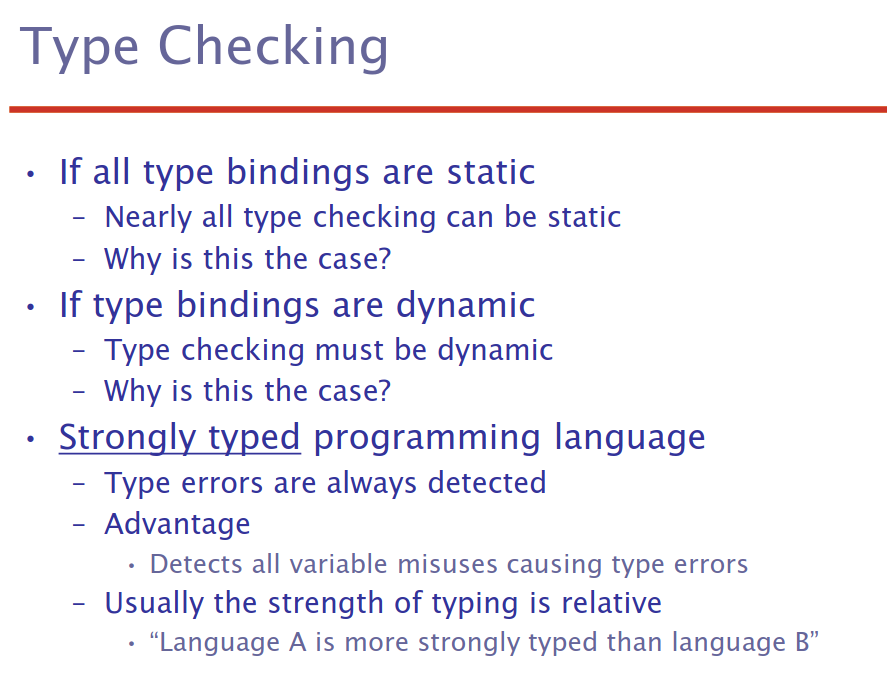 Type Checking
• If all type bindings are static
– Nearly all type checking can be static
– Why is this the case?
• If type bindings are dynamic
– Type checking must be dynamic
– Why is this the case?
• Strongly typed programming language
– Type errors are always detected
– Advantage
• Detects all variable misuses causing type errors
– Usually the strength of typing is relative
• “Language A is more strongly typed than language B”